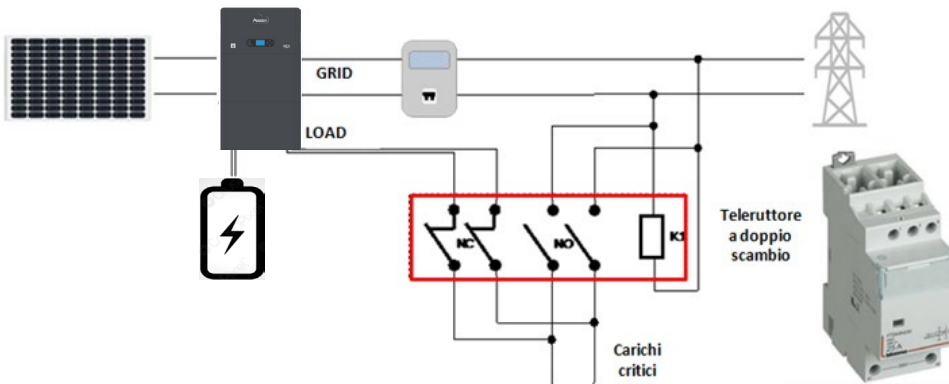 GRID
LOAD
NC
NO
K1
Teleruttore
a doppio
scambio
Carichi
critici